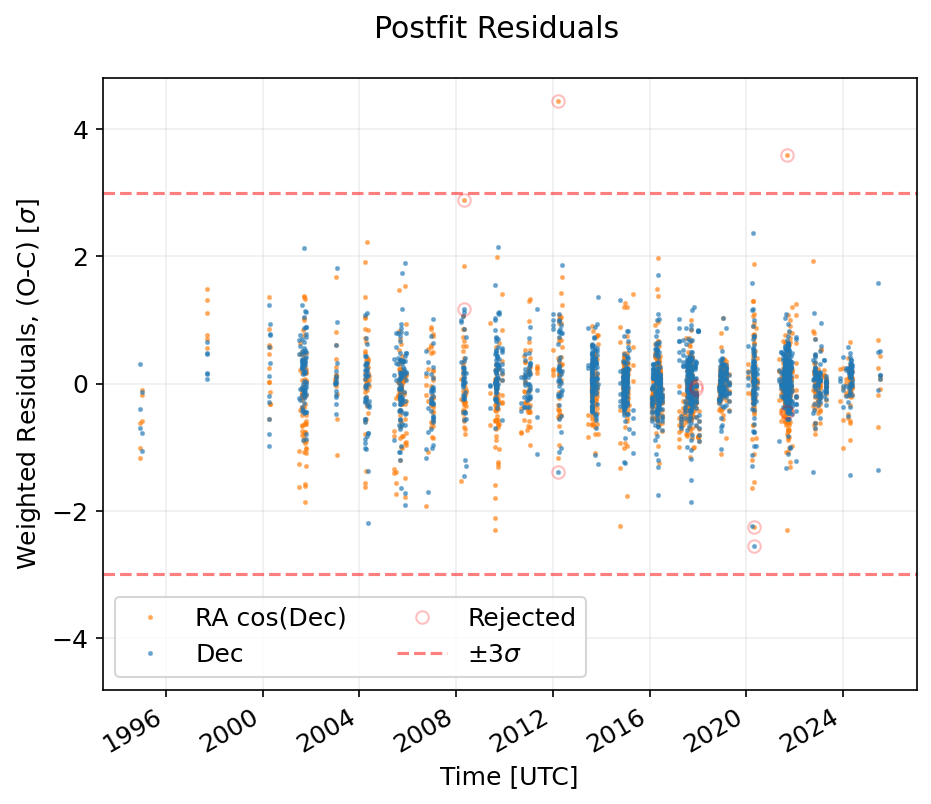 Postfit Residuals
Weighted Residuals, (O-C) [σ]
4
2
0
−2
−4
RA cos(Dec)
Dec
Rejected
±3σ
1996
2000
2004
2008
2012
2016
2020
2024
Time [UTC]